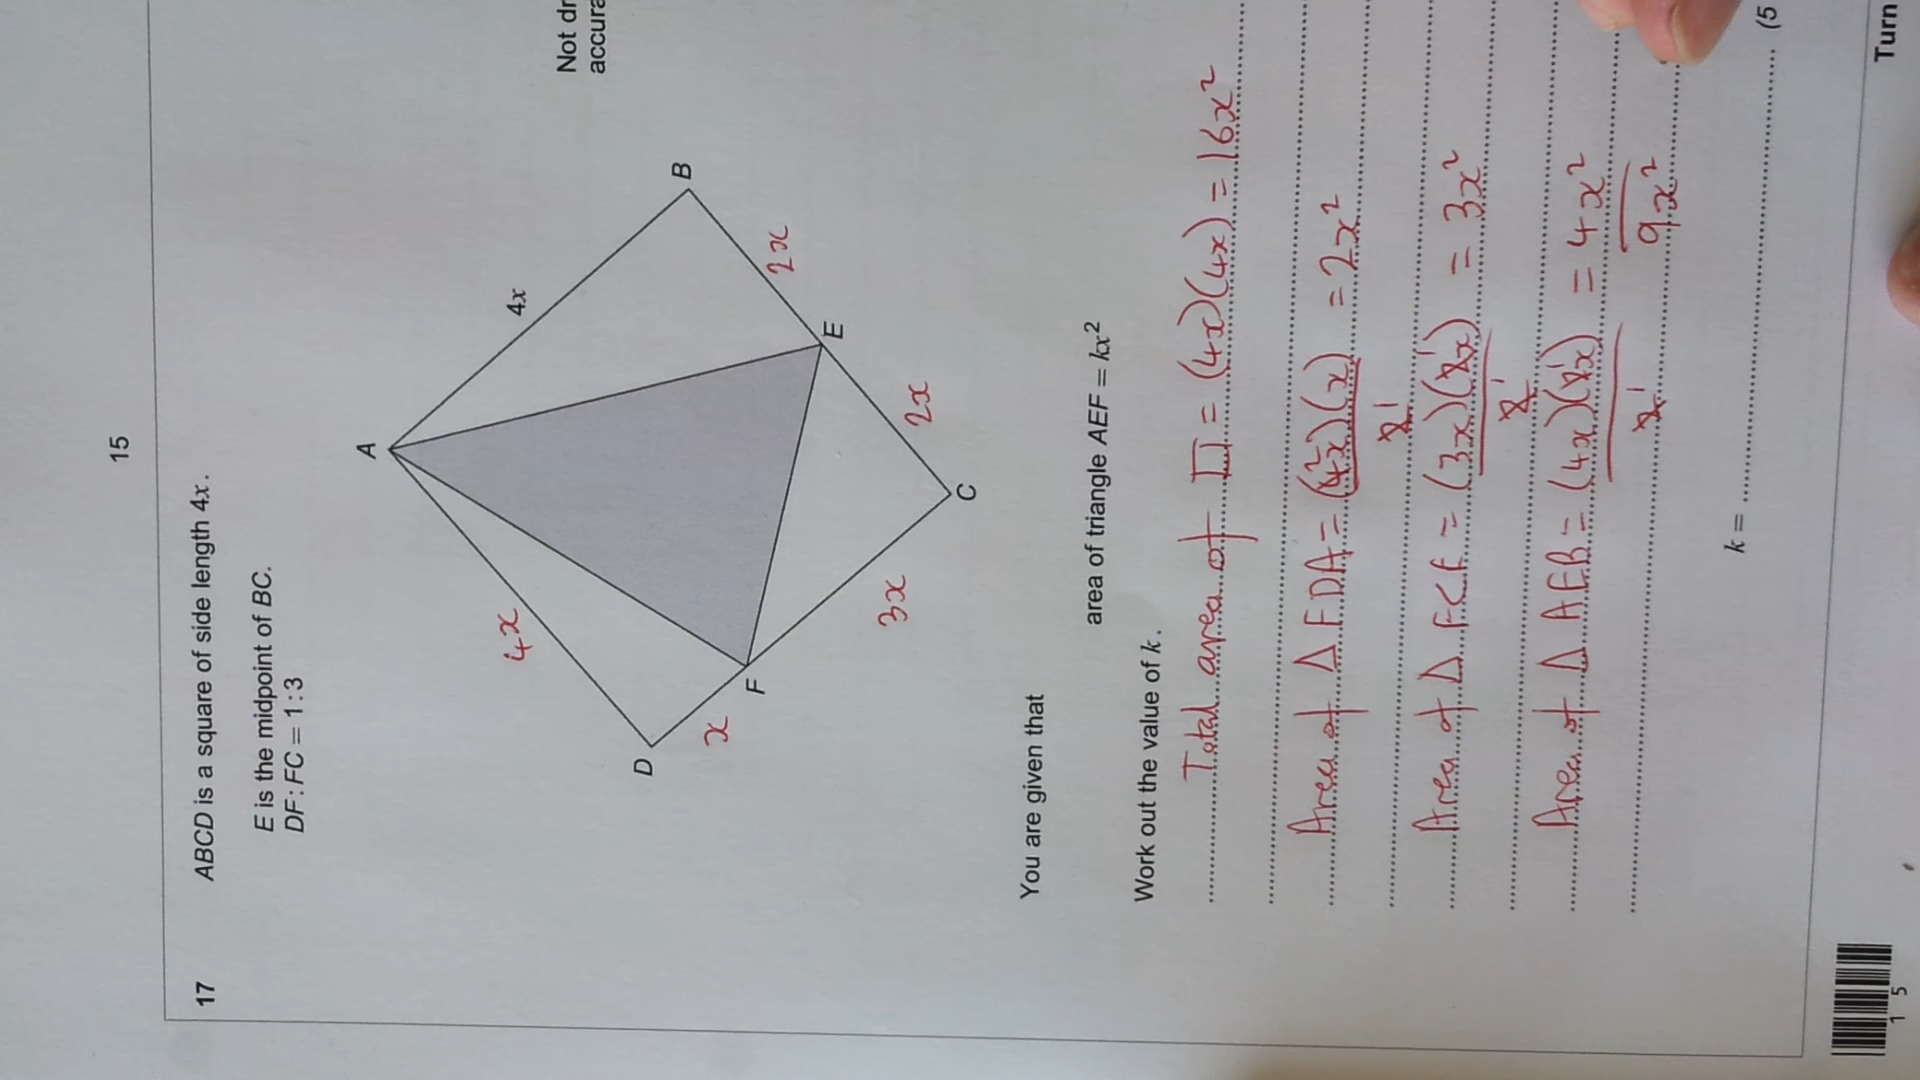 15
17 ABCD is a square of side length 4x.
E is the midpoint of BC.
DF : FC = 1 : 3
Not dr
accura
A
4x
4x
B
D
x
F
2x
E
3x
2x
C
You are given that
area of triangle AEF = kx²
Work out the value of k.
Total area of □ = (4x)(4x) = 16x²
Area of Δ FDA = (4x)(x) = 2x²
2
Area of Δ FCE = (3x)(2x) = 3x²
2
Area of Δ AEB = (4x)(2x) = 4x²
2
9x²
k =
(5
1 5
Turn